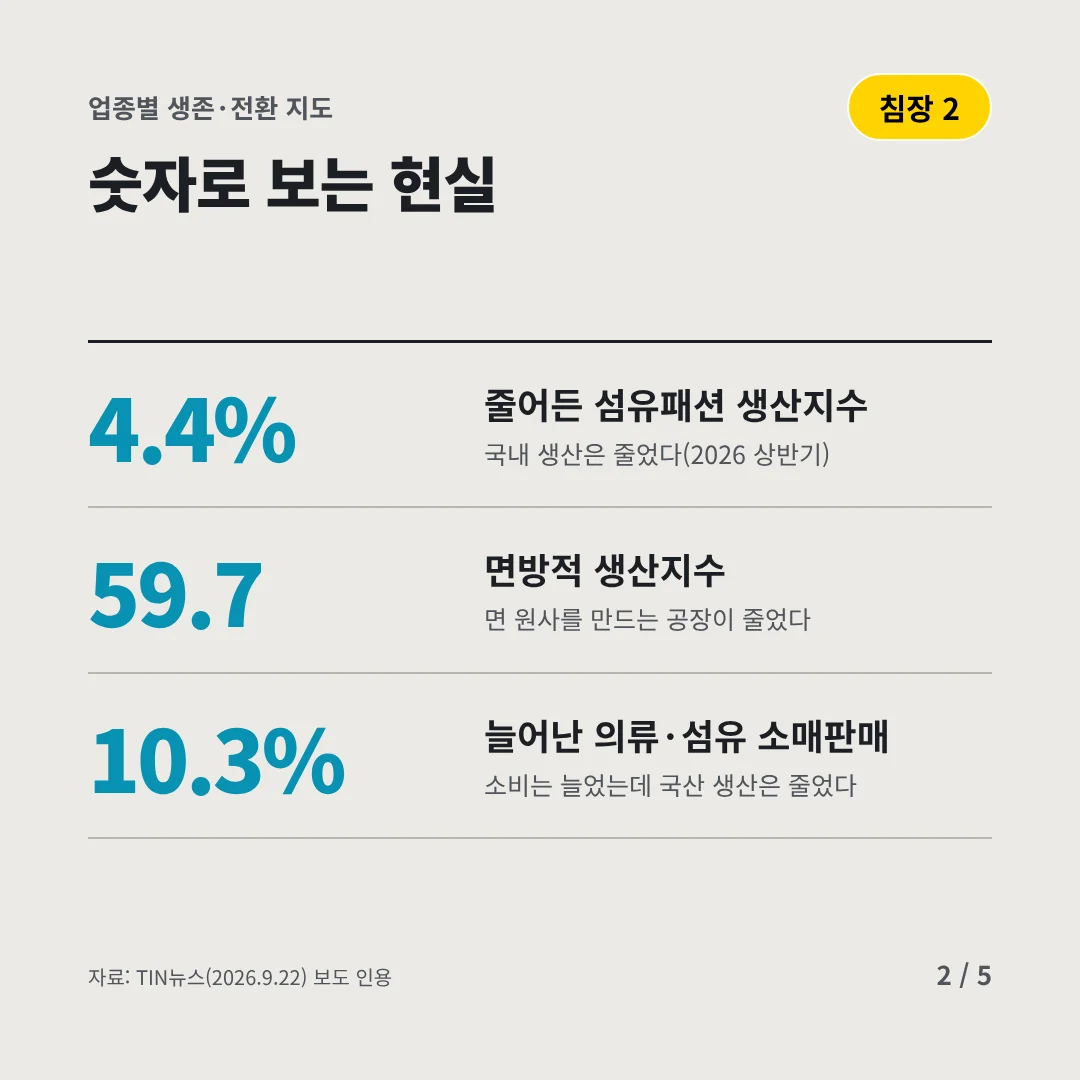 업종별 생존·전환 지도
침장 2
숫자로 보는 현실
4.4%
줄어든 섬유패션 생산지수
국내 생산은 줄었다(2026 상반기)
59.7
면방적 생산지수
면 원사를 만드는 공장이 줄었다
10.3%
늘어난 의류·섬유 소매판매
소비는 늘었는데 국산 생산은 줄었다
자료: TIN뉴스(2026.9.22) 보도 인용
2 / 5